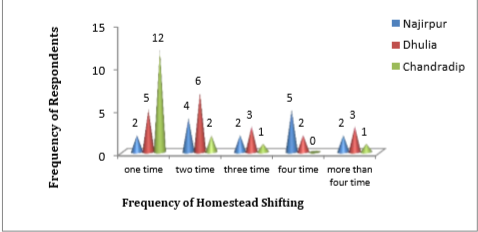 Frequency of Respondents
15
10
5
0
2 5 12
4 6 2
2 3 1
5 2 0
2 3 1
one time two time three time four time more than
four time
Frequency of Homestead Shifting
Najirpur
Dhulia
Chandradip